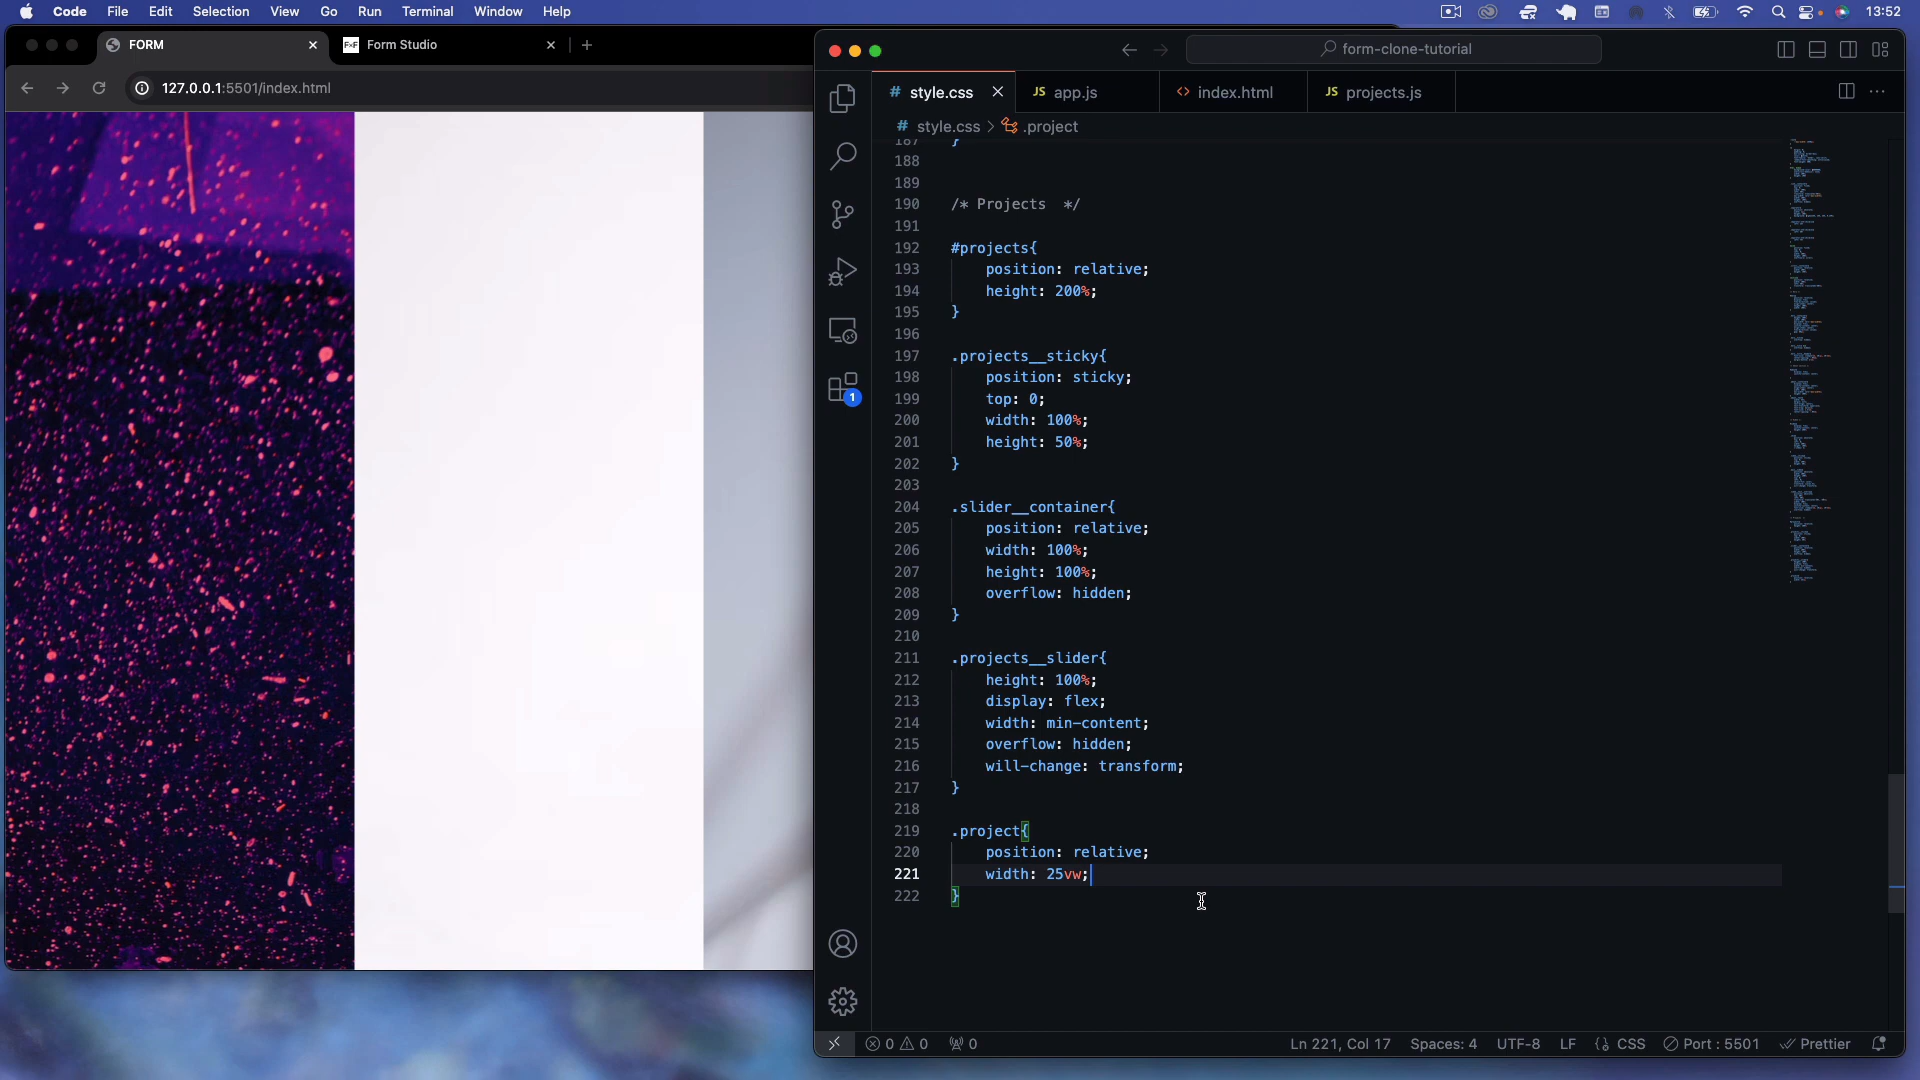 Code File Edit Selection View Go Run Terminal Window Help 13:52
FORM
F×F Form Studio
127.0.0.1:5501/index.html
form-clone-tutorial
# style.css
JS app.js
<> index.html
JS projects.js
# style.css > .project
187 }
188
189
190 /* Projects  */
191
192 #projects{
193 position: relative;
194 height: 200%;
195 }
196
197 .projects__sticky{
198 position: sticky;
199 top: 0;
200 width: 100%;
201 height: 50%;
202 }
203
204 .slider__container{
205 position: relative;
206 width: 100%;
207 height: 100%;
208 overflow: hidden;
209 }
210
211 .projects__slider{
212 height: 100%;
213 display: flex;
214 width: min-content;
215 overflow: hidden;
216 will-change: transform;
217 }
218
219 .project{
220 position: relative;
221 width: 25vw;
222 }
1
0 0 0 Ln 221, Col 17 Spaces: 4 UTF-8 LF {} CSS Port : 5501 Prettier